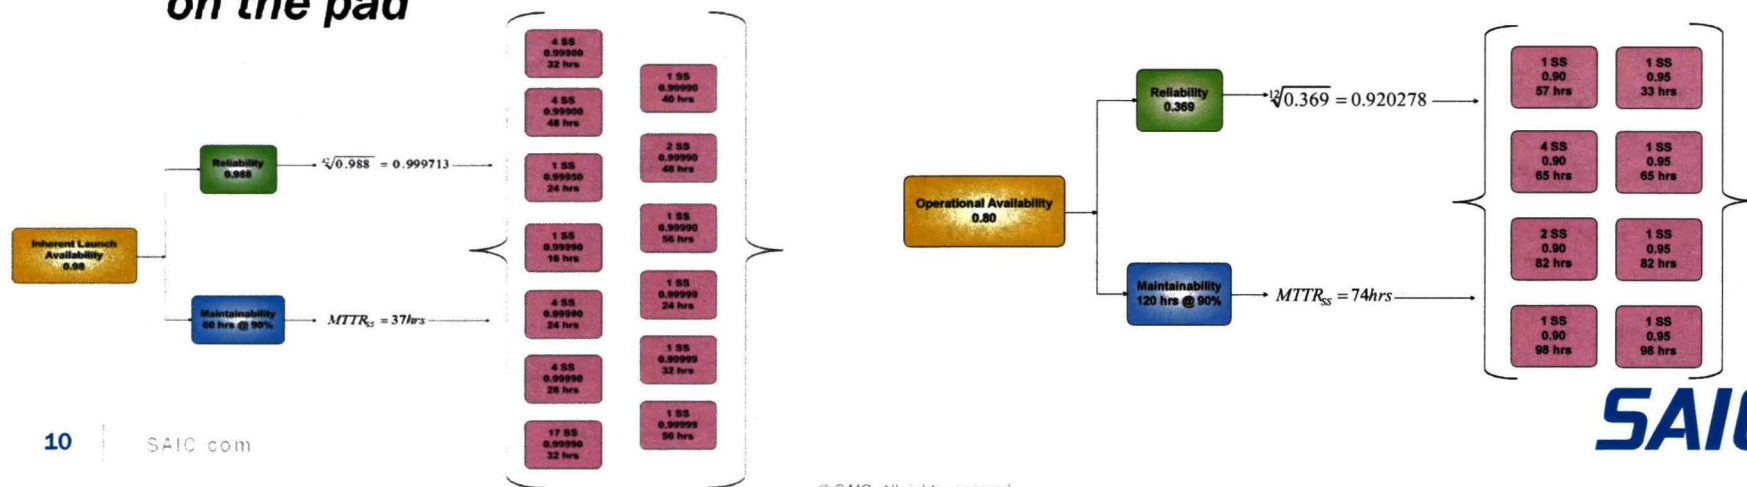 on the pad
Inherent Launch
Availability
0.98
Reliability
0.988
Maintainability
60 hrs @ 90%
= 0.999713
MTTRss = 37hrs
4 SS
0.99900
32 hrs
4 SS
0.99900
48 hrs
1 SS
0.99950
24 hrs
1 SS
0.99990
16 hrs
4 SS
0.99990
24 hrs
4 SS
0.99990
28 hrs
17 SS
0.99990
32 hrs
1 SS
0.99990
40 hrs
2 SS
0.99990
48 hrs
1 SS
0.99990
56 hrs
1 SS
0.99999
24 hrs
1 SS
0.99999
32 hrs
1 SS
0.99999
56 hrs
Operational Availability
0.80
Reliability
0.369
Maintainability
120 hrs @ 90%
¹²√0.369 = 0.920278
MTTRss = 74hrs
1 SS
0.90
57 hrs
1 SS
0.95
33 hrs
4 SS
0.90
65 hrs
1 SS
0.95
65 hrs
2 SS
0.90
82 hrs
1 SS
0.95
82 hrs
1 SS
0.90
98 hrs
1 SS
0.95
98 hrs
10
SAIC.com
SAIC